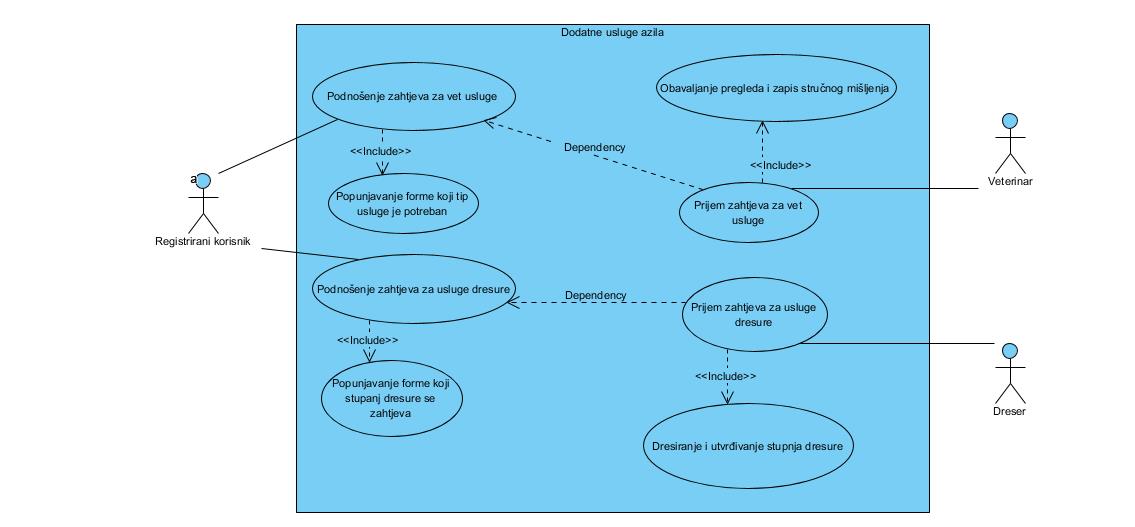 Dodatne usluge azila
Podnošenje zahtjeva za vet usluge
Obavaljanje pregleda i zapis stručnog mišljenja
<<Include>>
Dependency
<<Include>>
Popunjavanje forme koji tip
usluge je potreban
Prijem zahtjeva za vet
usluge
Veterinar
a
Registrirani korisnik
Podnošenje zahtjeva za usluge dresure
Dependency
Prijem zahtjeva za usluge
dresure
<<Include>>
Popunjavanje forme koji
stupanj dresure se
zahtjeva
<<Include>>
Dreser
Dresiranje i utvrđivanje stupnja dresure